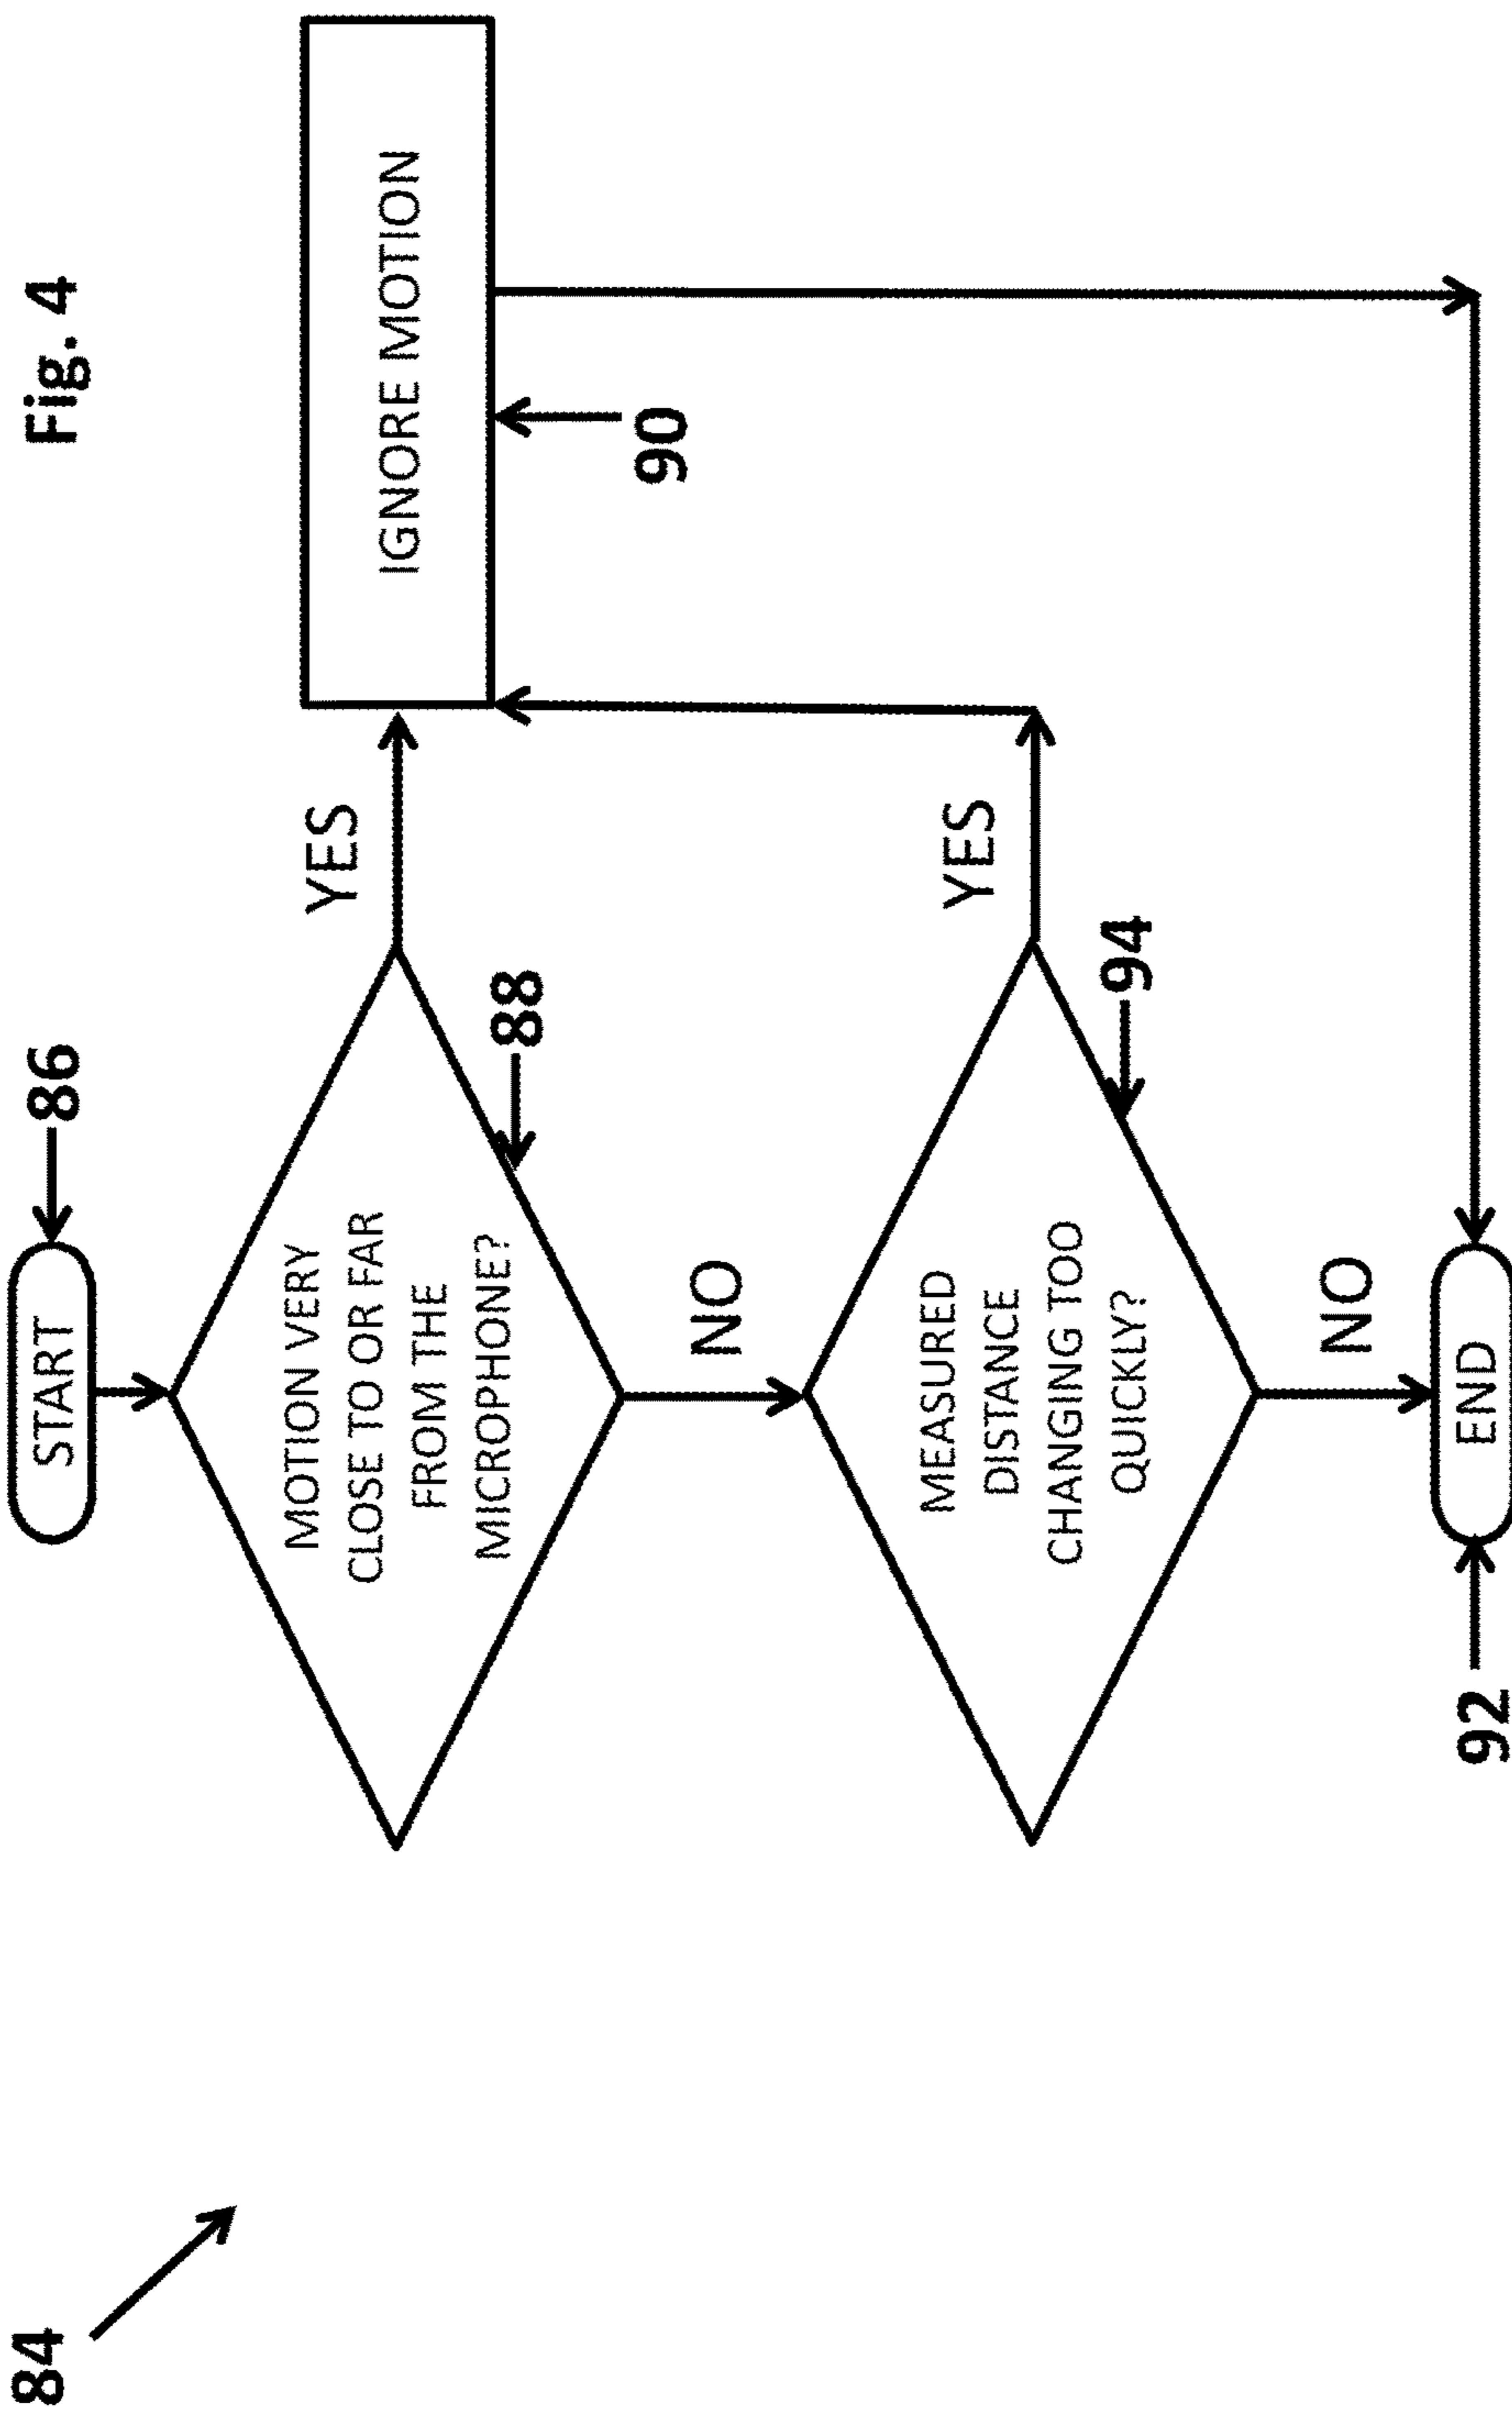 84
Fig. 4
START
86
MOTION VERY
CLOSE TO OR FAR
FROM THE
MICROPHONE?
88
YES
IGNORE MOTION
90
NO
MEASURED
DISTANCE
CHANGING TOO
QUICKLY?
YES
94
NO
92
END